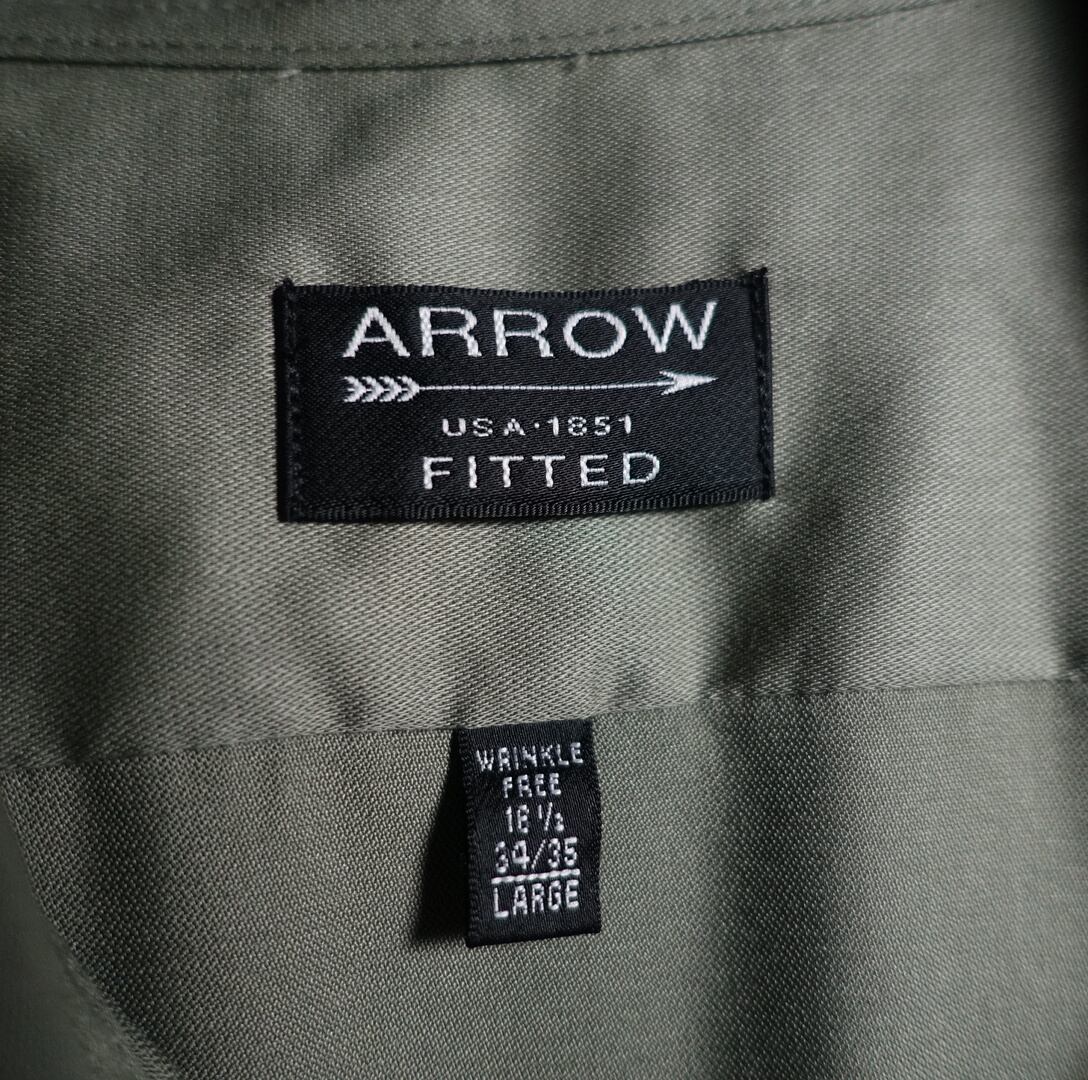 ARROW
USA·1851
FITTED
WRINKLE
FREE
16 1/2
34/35
LARGE